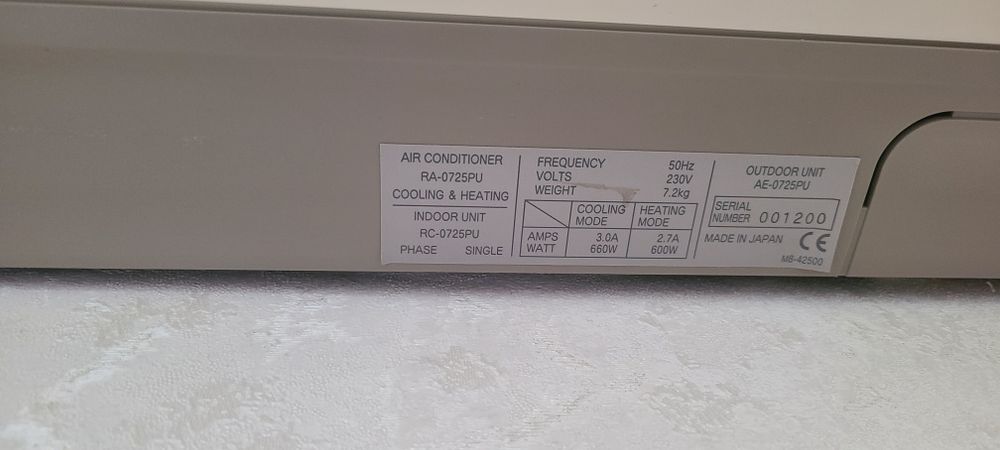 AIR CONDITIONER
RA-0725PU
COOLING & HEATING
INDOOR UNIT
RC-0725PU
PHASE SINGLE
FREQUENCY 50Hz
VOLTS 230V
WEIGHT 7.2kg
COOLING MODE HEATING MODE
AMPS 3.0A 2.7A
WATT 660W 600W
OUTDOOR UNIT
AE-0725PU
SERIAL NUMBER 001200
MADE IN JAPAN CE
M8-42500